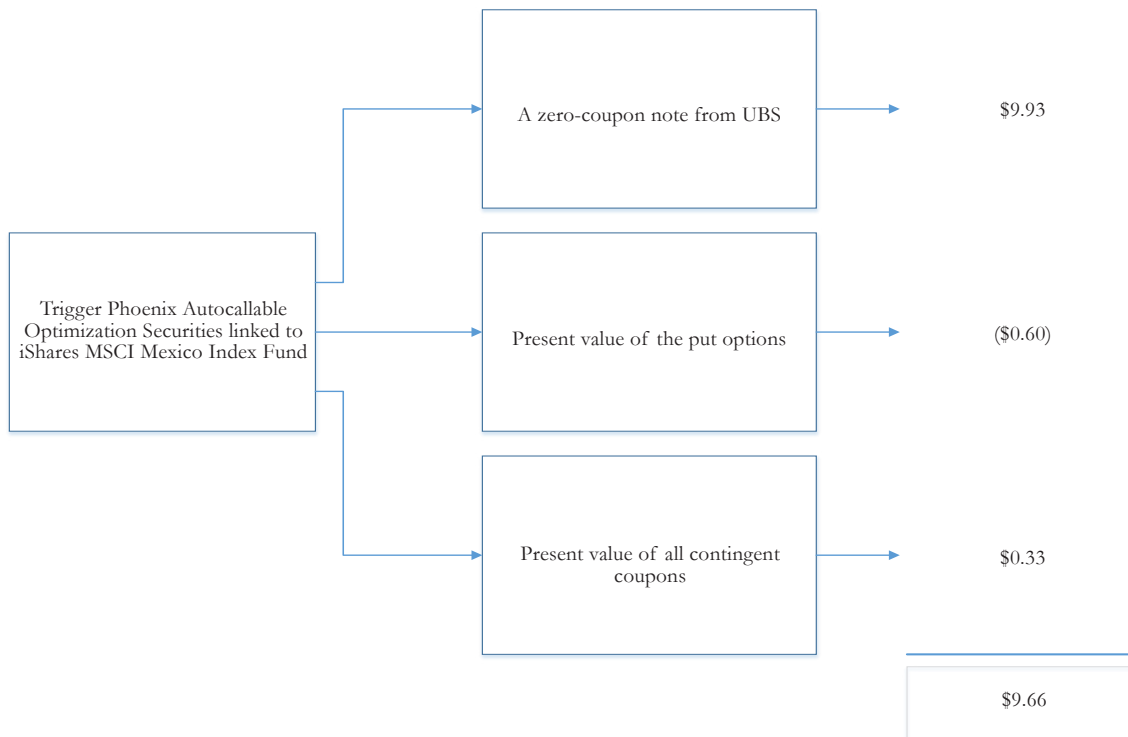 A zero-coupon note from UBS
$9.93
Trigger Phoenix Autocallable
Optimization Securities linked to
iShares MSCI Mexico Index Fund
Present value of the put options
($0.60)
Present value of all contingent
coupons
$0.33
$9.66